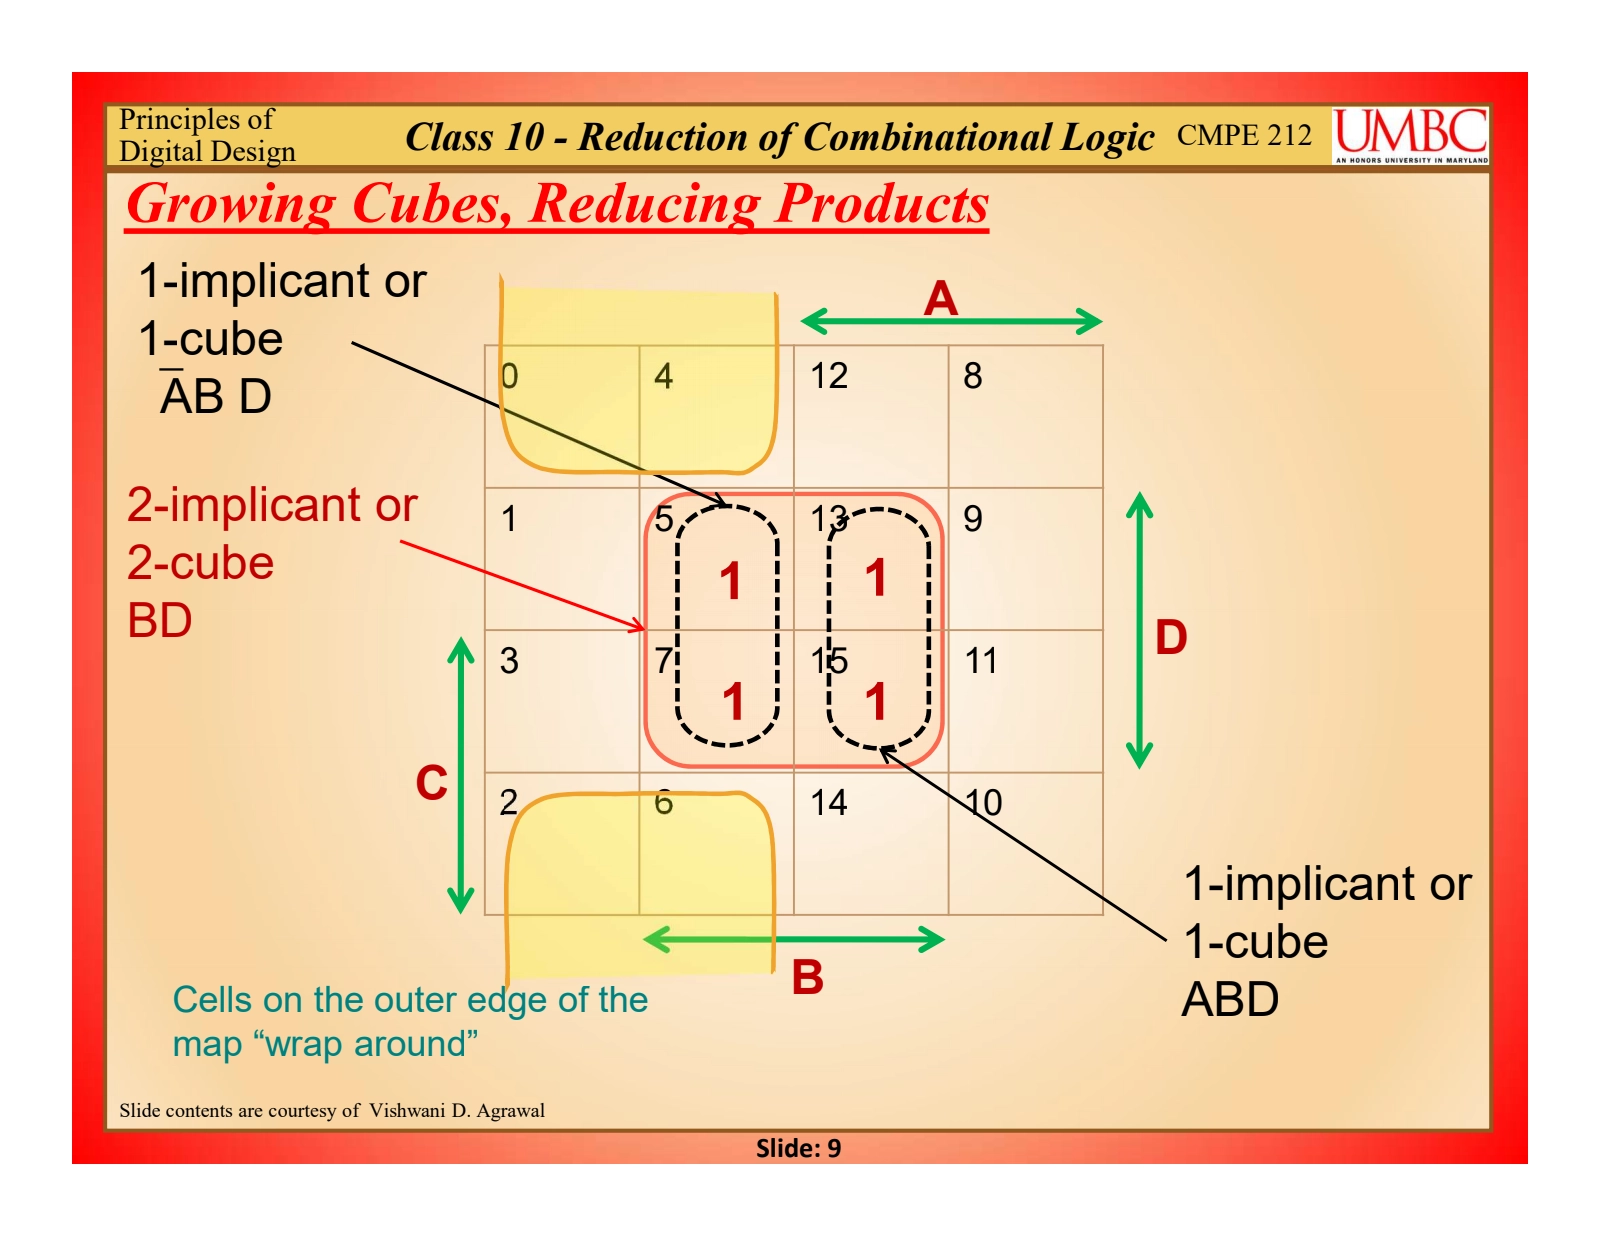 Principles of
Digital Design
Class 10 - Reduction of Combinational Logic
CMPE 212
UMBC
AN HONORS UNIVERSITY IN MARYLAND
Growing Cubes, Reducing Products
1-implicant or
1-cube
A̅B D
2-implicant or
2-cube
BD
A
0 4 12 8
1 5 13 9
1 1
D
3 7 15 11
1 1
C
2 6 14 10
B
1-implicant or
1-cube
ABD
Cells on the outer edge of the
map “wrap around”
Slide contents are courtesy of Vishwani D. Agrawal
Slide: 9